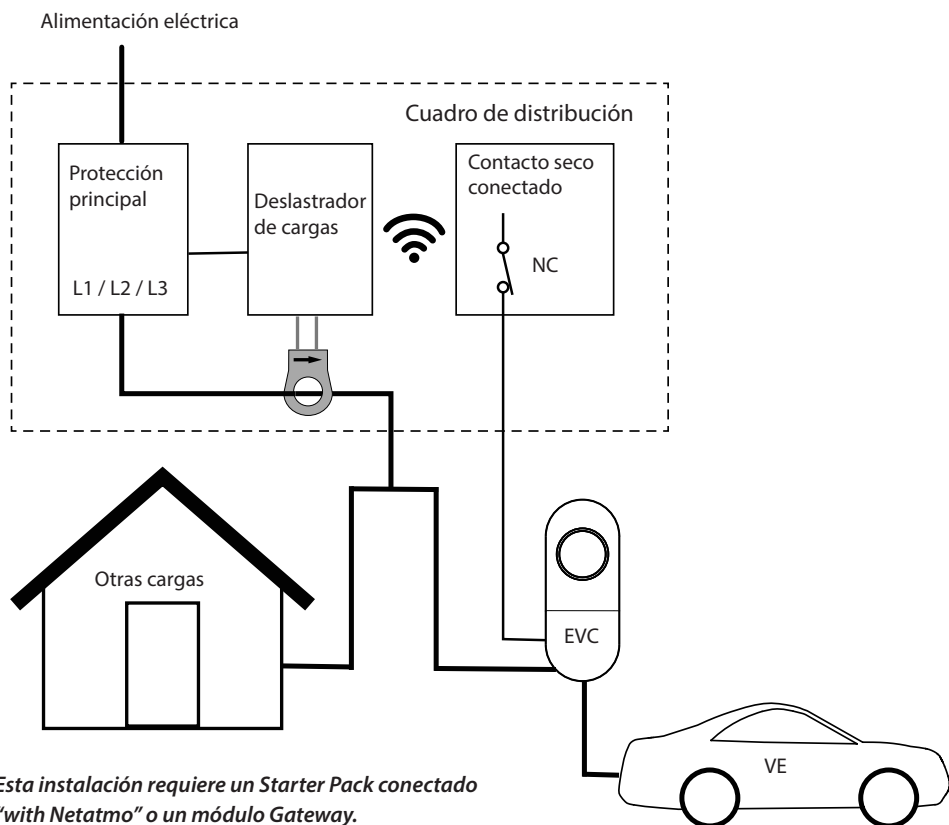 Alimentación eléctrica
Cuadro de distribución
Protección
principal
L1 / L2 / L3
Deslastrador
de cargas
Contacto seco
conectado
NC
Otras cargas
EVC
VE
Esta instalación requiere un Starter Pack conectado
“with Netatmo” o un módulo Gateway.